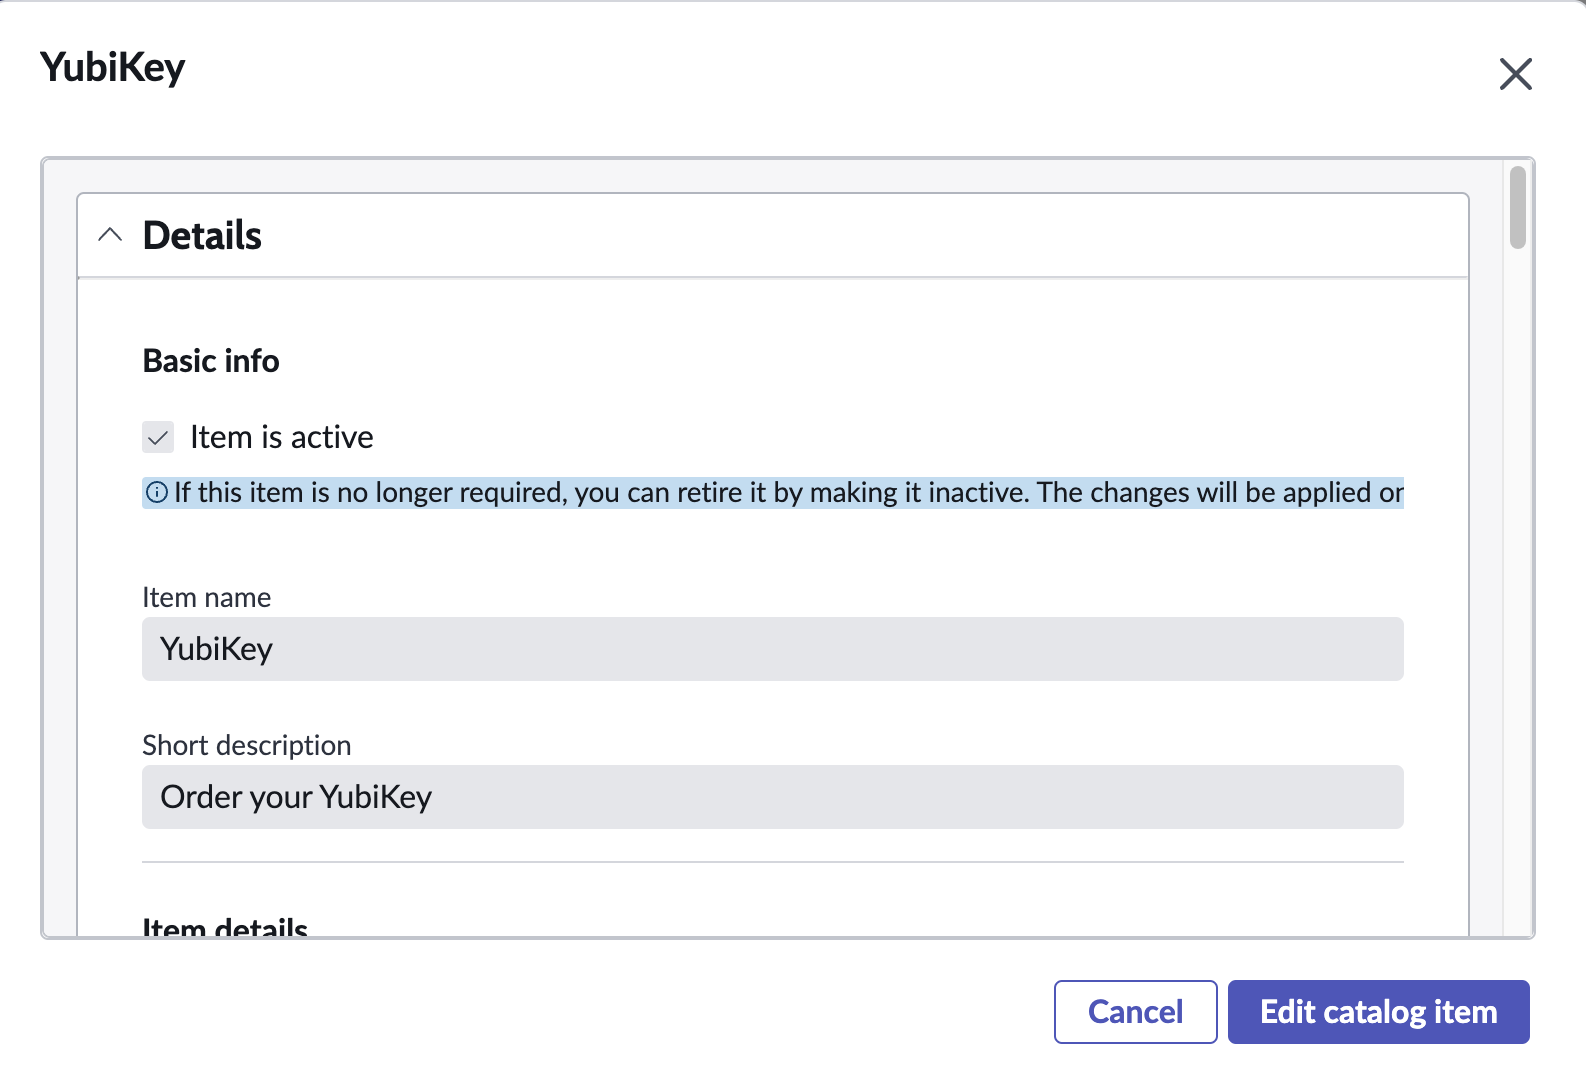 YubiKey
Details
Basic info
Item is active
If this item is no longer required, you can retire it by making it inactive. The changes will be applied or
Item name
YubiKey
Short description
Order your YubiKey
Item details
Cancel
Edit catalog item